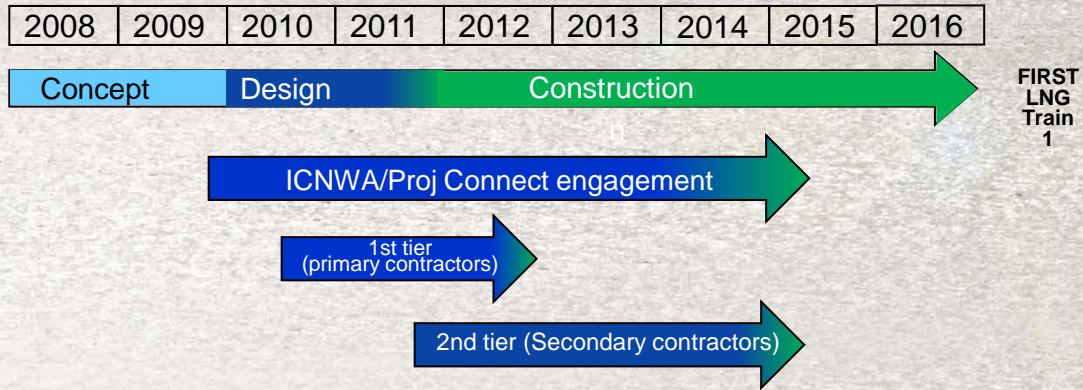 2008 2009 2010 2011 2012 2013 2014 2015 2016
Concept Design Construction
n
FIRST
LNG
Train
1
ICNWA/Proj Connect engagement
1st tier
(primary contractors)
2nd tier (Secondary contractors)